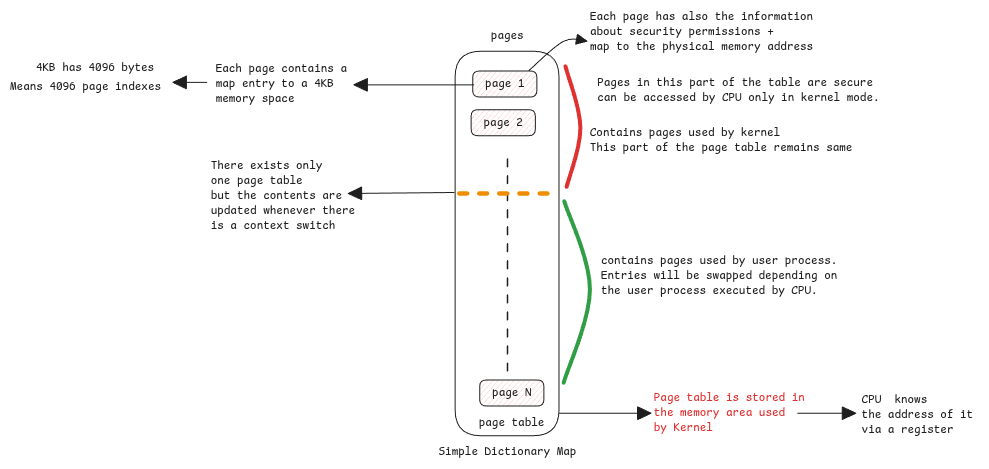 pages
Each page has also the information
about security permissions +
map to the physical memory address
4KB has 4096 bytes
Means 4096 page indexes
Each page contains a
map entry to a 4KB
memory space
page 1
page 2
Pages in this part of the table are secure
can be accessed by CPU only in kernel mode.
Contains pages used by kernel
This part of the page table remains same
There exists only
one page table
but the contents are
updated whenever there
is a context switch
contains pages used by user process.
Entries will be swapped depending on
the user process executed by CPU.
page N
page table
Simple Dictionary Map
Page table is stored in
the memory area used
by Kernel
CPU knows
the address of it
via a register